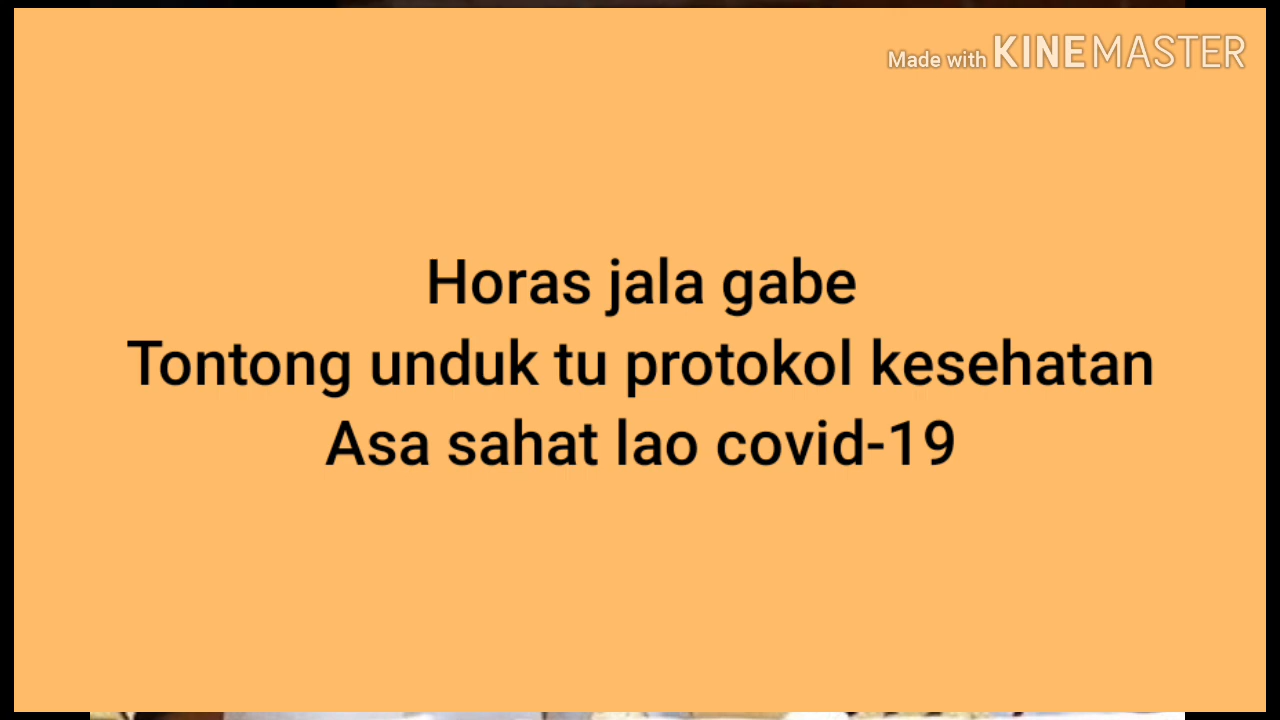 Made with KINEMASTER
Horas jala gabe
Tontong unduk tu protokol kesehatan
Asa sahat lao covid-19